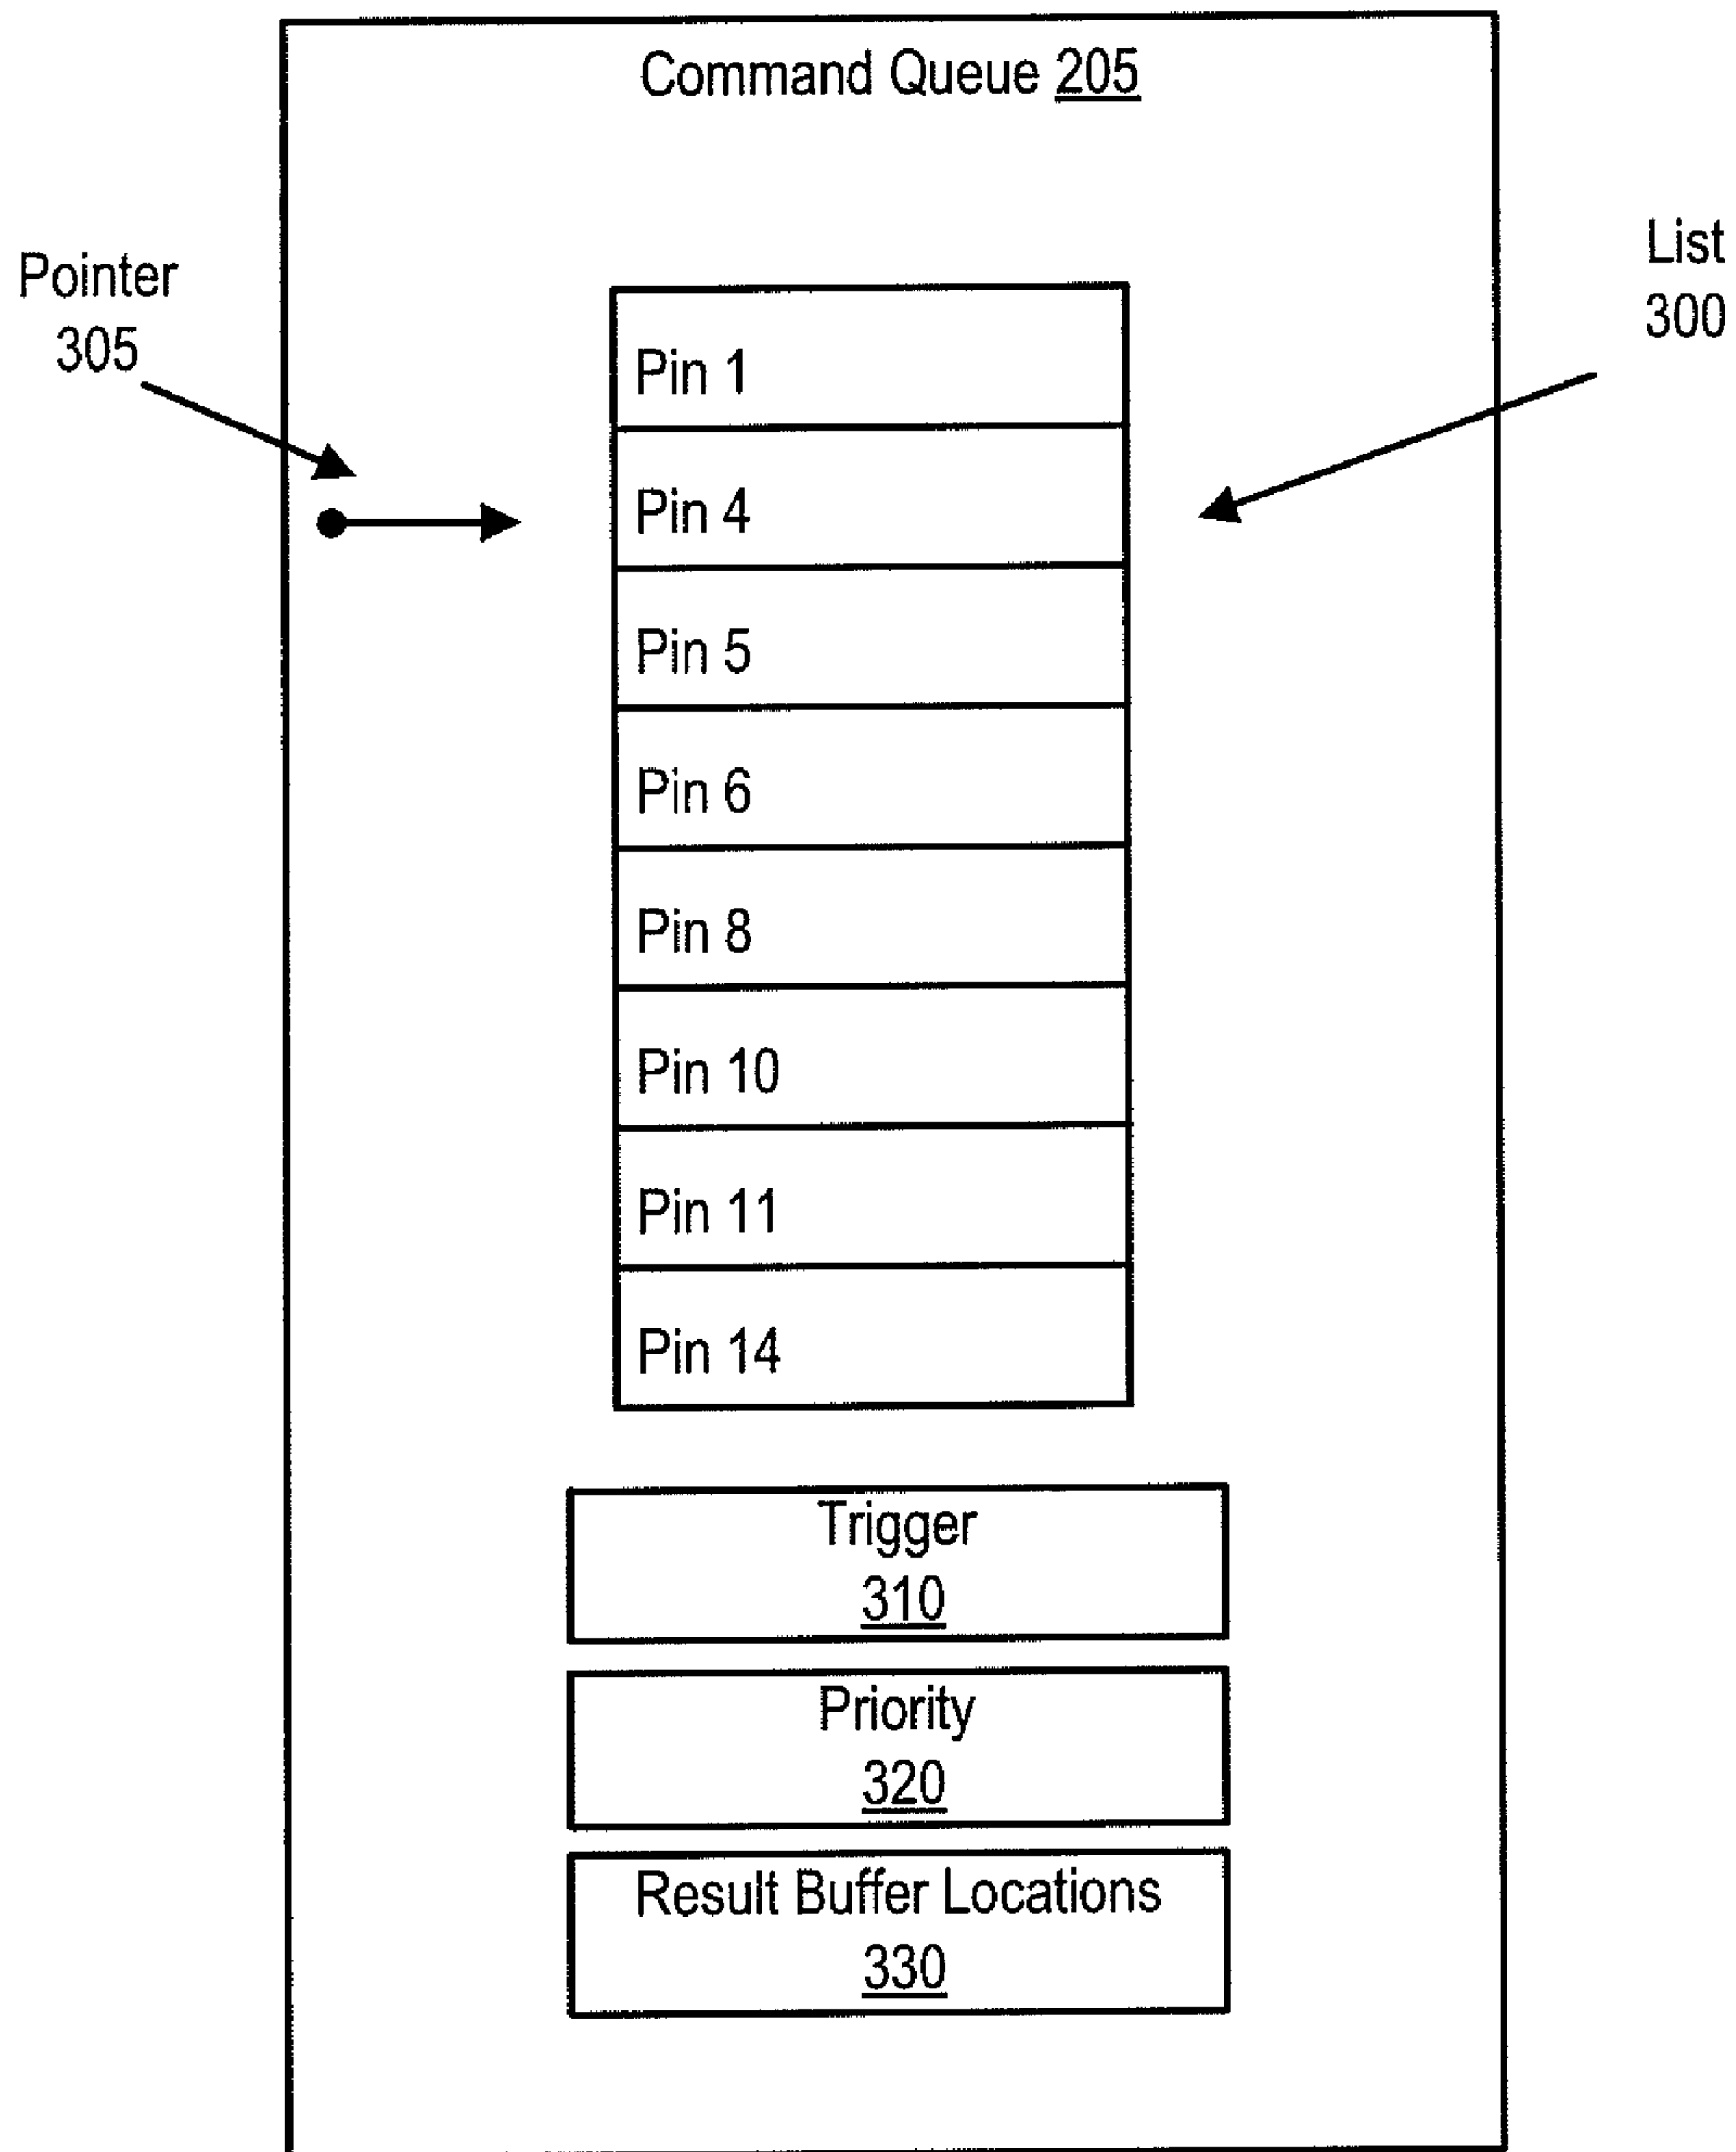 Command Queue 205
Pointer
305
List
300
Pin 1
Pin 4
Pin 5
Pin 6
Pin 8
Pin 10
Pin 11
Pin 14
Trigger
310
Priority
320
Result Buffer Locations
330